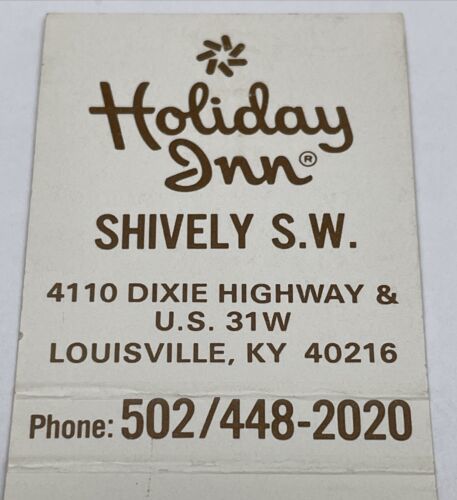 Holiday
Inn®
SHIVELY S.W.
4110 DIXIE HIGHWAY &
U.S. 31W
LOUISVILLE, KY 40216
Phone: 502/448-2020